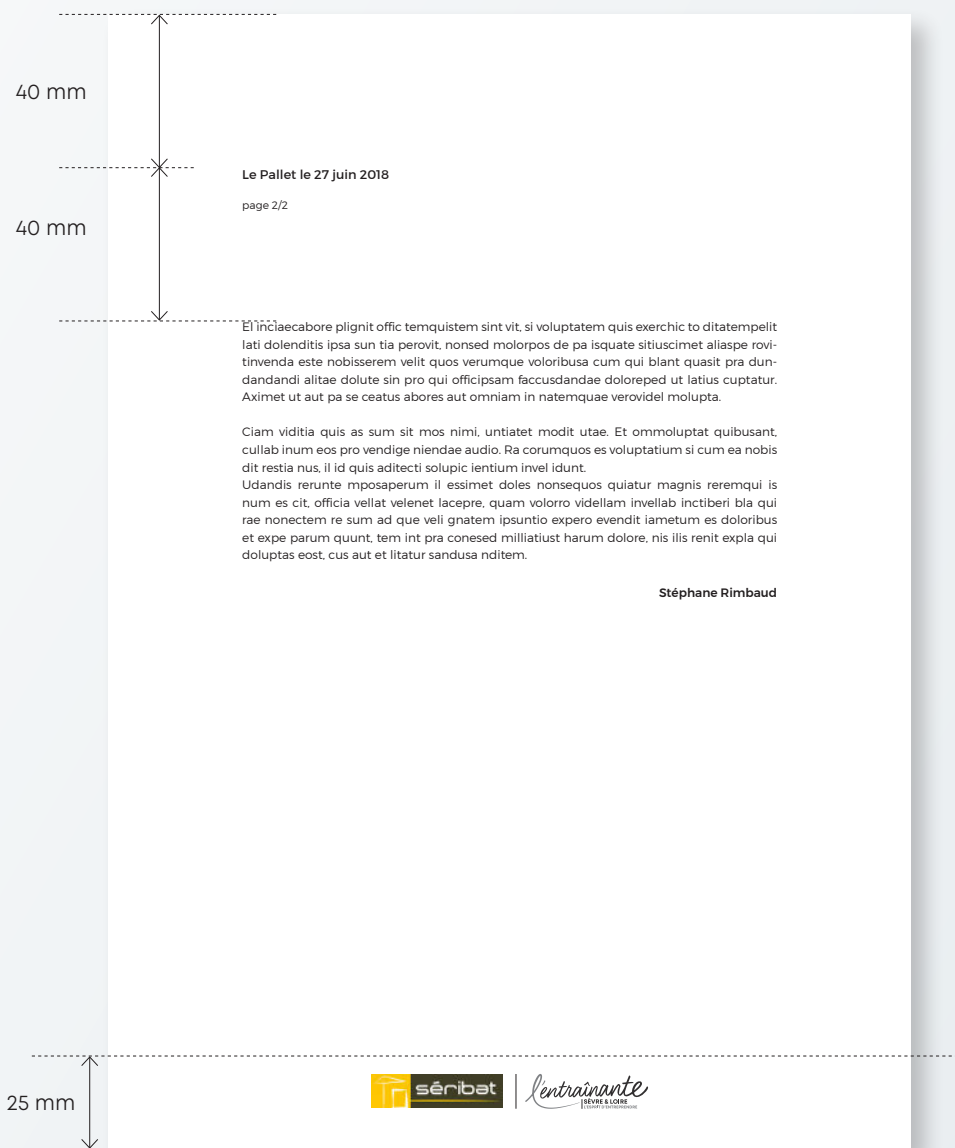 40 mm
Le Pallet le 27 juin 2018
page 2/2
40 mm
El inciaecabore plignit offic temquistem sint vit, si voluptatem quis exerchic to ditatempelit
lati dolenditis ipsa sun tia perovit, nonsed molorpos de pa isquate sitiuscimet aliaspe rovi-
tinvenda este nobisserem velit quos verumque voloribusa cum qui blant quasit pra dun-
dandandi alitae dolute sin pro qui officipsam faccusdandae doloreped ut latius cuptatur.
Aximet ut aut pa se ceatus abores aut omniam in natemquae verovidel molupta.
Ciam viditia quis as sum sit mos nimi, untiatet modit utae. Et ommoluptat quibusant,
cullab inum eos pro vendige niendae audio. Ra corumquos es voluptatium si cum ea nobis
dit restia nus, il id quis aditecti solupic ientium invel idunt.
Udandis rerunte mposaperum il essimet doles nonsequos quiatur magnis reremqui is
num es cit, officia vellat velenet lacepre, quam volorro videllam invellab inctiberi bla qui
rae nonectem re sum ad que veli gnatem ipsuntio expero evendit iametum es doloribus
et expe parum quunt, tem int pra conesed milliatiust harum dolore, nis ilis renit expla qui
doluptas eost, cus aut et litatur sandusa nditem.
Stéphane Rimbaud
25 mm
séribat
l'entraînante
SÈVRE & LOIRE
L'ESPRIT D'ENTREPRENDRE